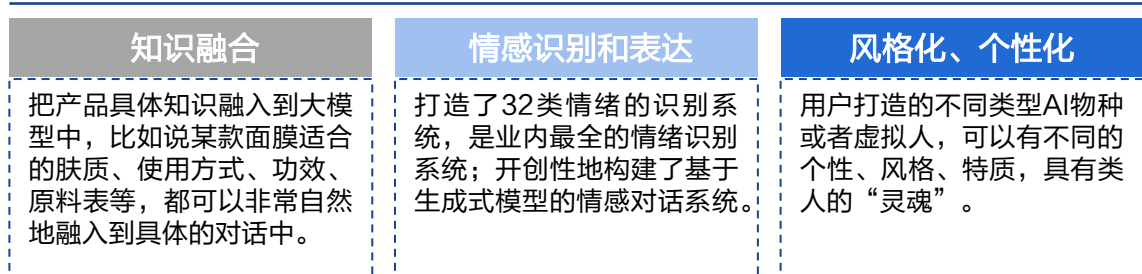 知识融合
把产品具体知识融入到大模
型中，比如说某款面膜适合
的肤质、使用方式、功效、
原料表等，都可以非常自然
地融入到具体的对话中。
情感识别和表达
打造了32类情绪的识别系
统，是业内最全的情绪识别
系统；开创性地构建了基于
生成式模型的情感对话系统。
风格化、个性化
用户打造的不同类型AI物种
或者虚拟人，可以有不同的
个性、风格、特质，具有类
人的“灵魂”。